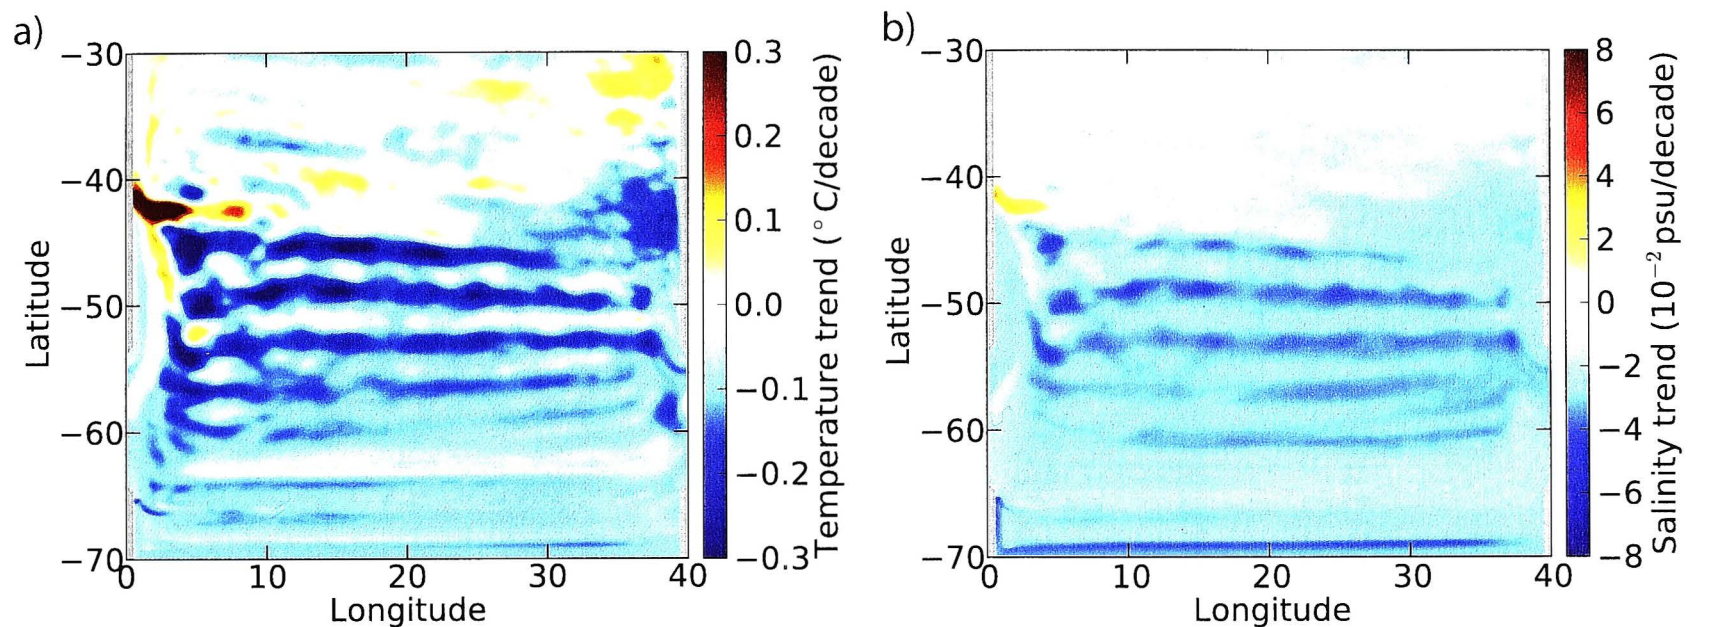 a)
−30
−40
−50
−60
−70
Latitude
0 10 20 30 40
Longitude
0.3
0.2
0.1
0.0
−0.1
−0.2
−0.3
Temperature trend (°C/decade)
b)
−30
−40
−50
−60
−70
Latitude
0 10 20 30 40
Longitude
8
6
4
2
0
−2
−4
−6
−8
Salinity trend (10⁻² psu/decade)